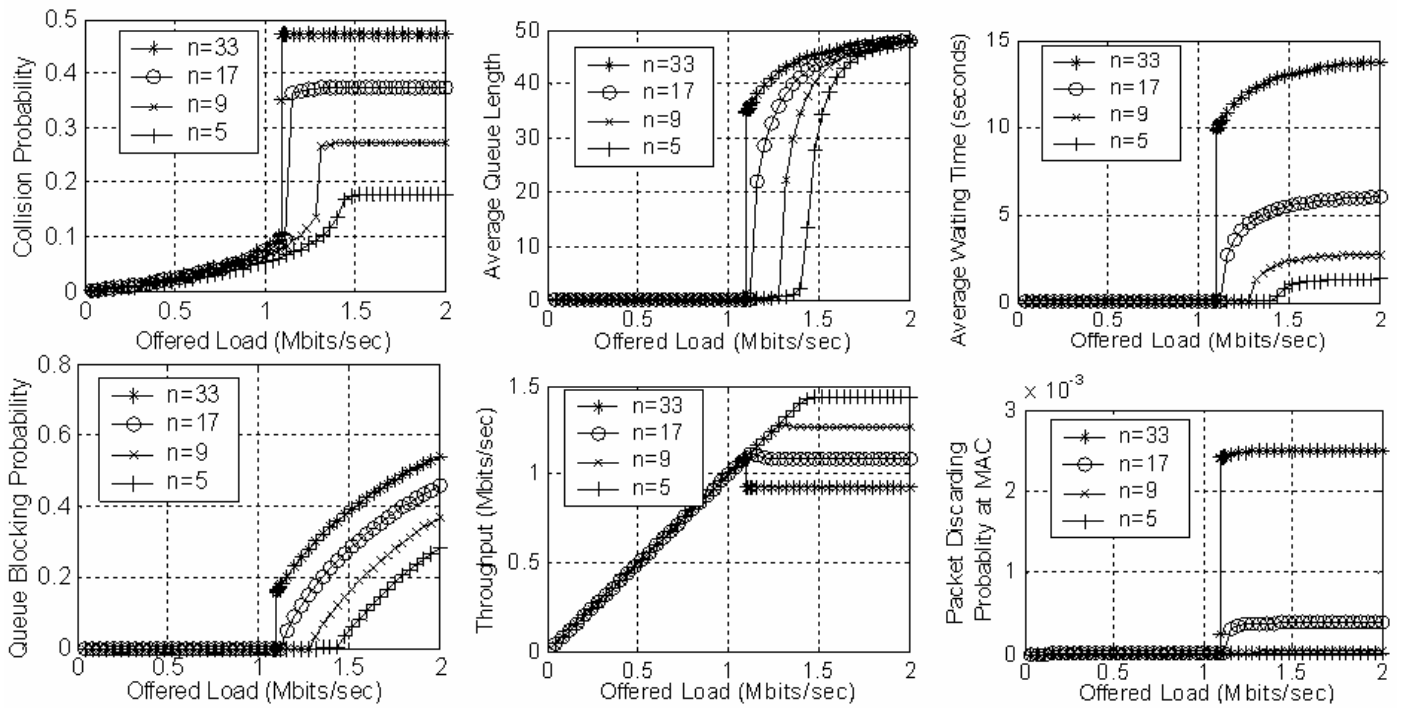 Collision Probability
0.5
0.4
0.3
0.2
0.1
0
n=33
n=17
n=9
n=5
0
0.5
1
1.5
2
Offered Load (Mbits/sec)
Average Queue Length
50
40
30
20
10
0
n=33
n=17
n=9
n=5
0
0.5
1
1.5
2
Offered Load (Mbits/sec)
Average Waiting Time (seconds)
15
10
5
0
n=33
n=17
n=9
n=5
0
0.5
1
1.5
2
Offered Load (Mbits/sec)
Queue Blocking Probability
0.8
0.6
0.4
0.2
0
n=33
n=17
n=9
n=5
0
0.5
1
1.5
2
Offered Load (Mbits/sec)
Throughput (Mbits/sec)
1.5
1
0.5
0
n=33
n=17
n=9
n=5
0
0.5
1
1.5
2
Offered Load (Mbits/sec)
Packet Discarding
Probablity at MAC
× 10-3
3
2
1
0
n=33
n=17
n=9
n=5
0
0.5
1
1.5
2
Offered Load (Mbits/sec)